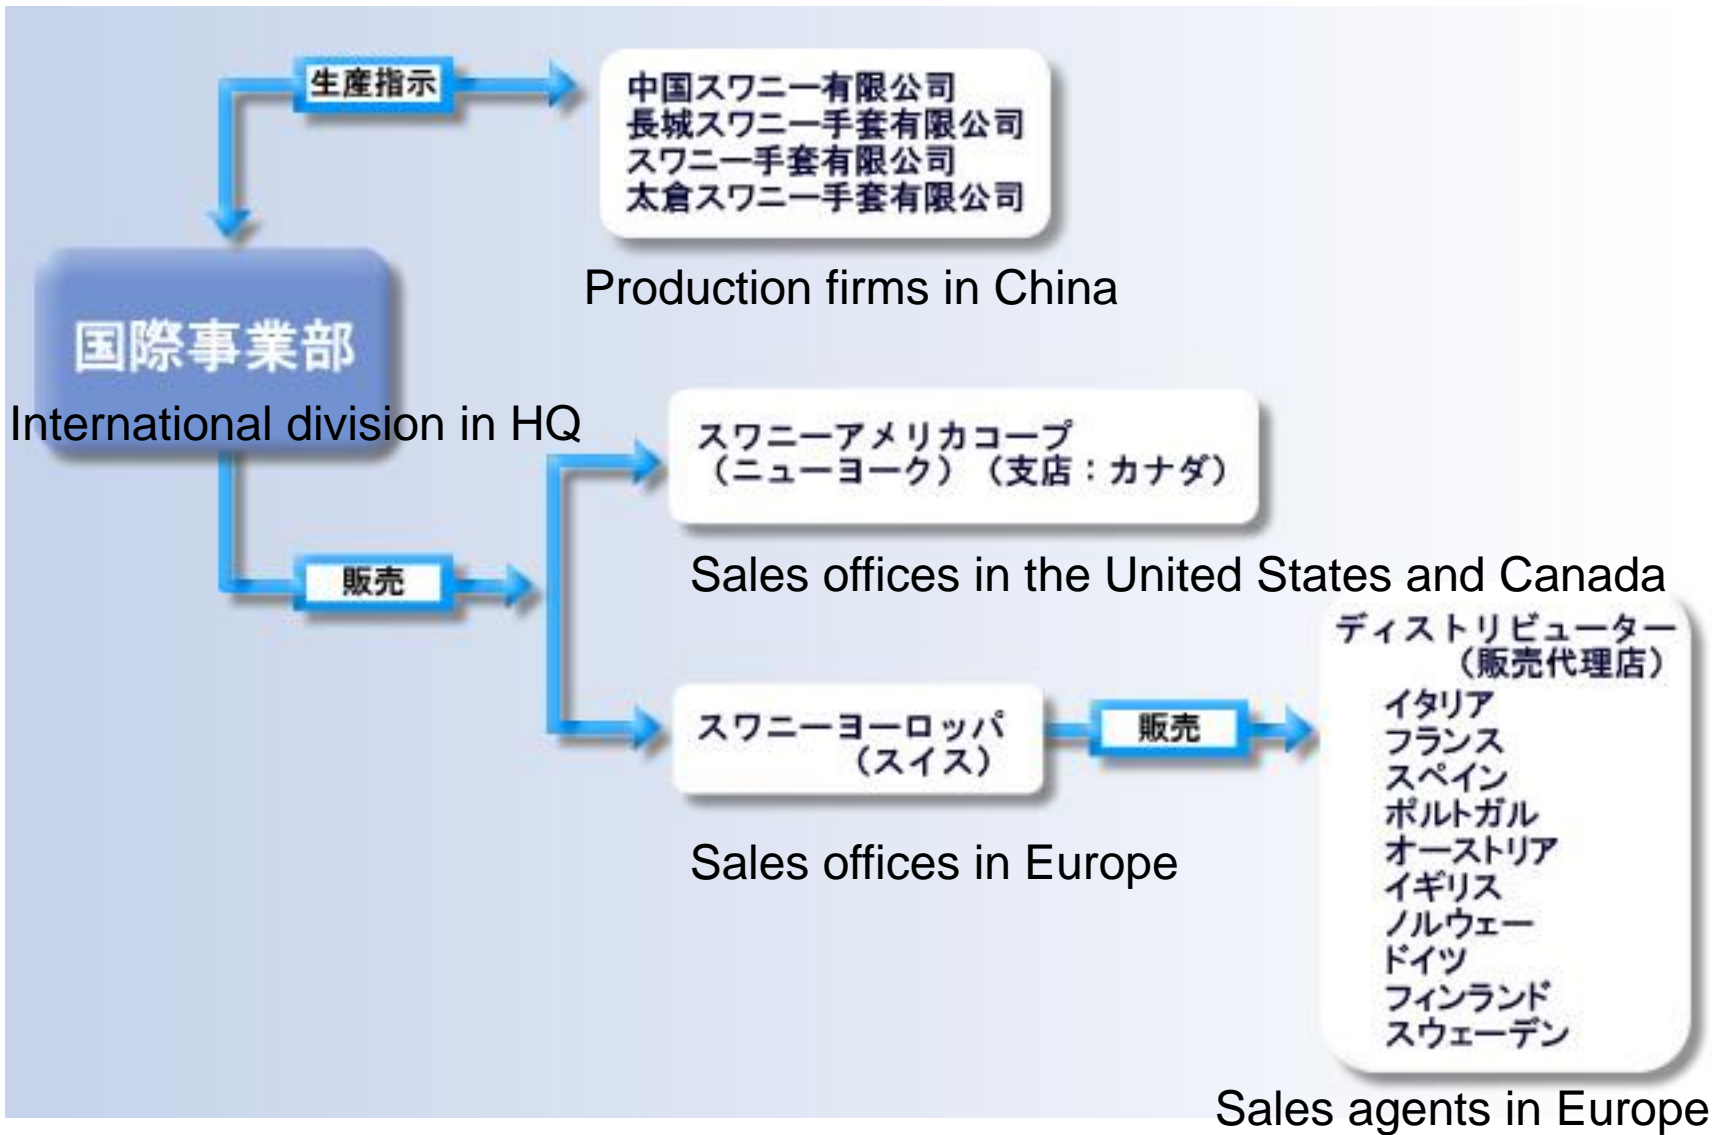 生産指示
中国スワニー有限公司
長城スワニー手套有限公司
スワニー手套有限公司
太倉スワニー手套有限公司
Production firms in China
国際事業部
International division in HQ
スワニーアメリカコープ
（ニューヨーク）（支店：カナダ）
Sales offices in the United States and Canada
販売
スワニーヨーロッパ
（スイス）
Sales offices in Europe
販売
ディストリビューター
（販売代理店）
イタリア
フランス
スペイン
ポルトガル
オーストリア
イギリス
ノルウェー
ドイツ
フィンランド
スウェーデン
Sales agents in Europe